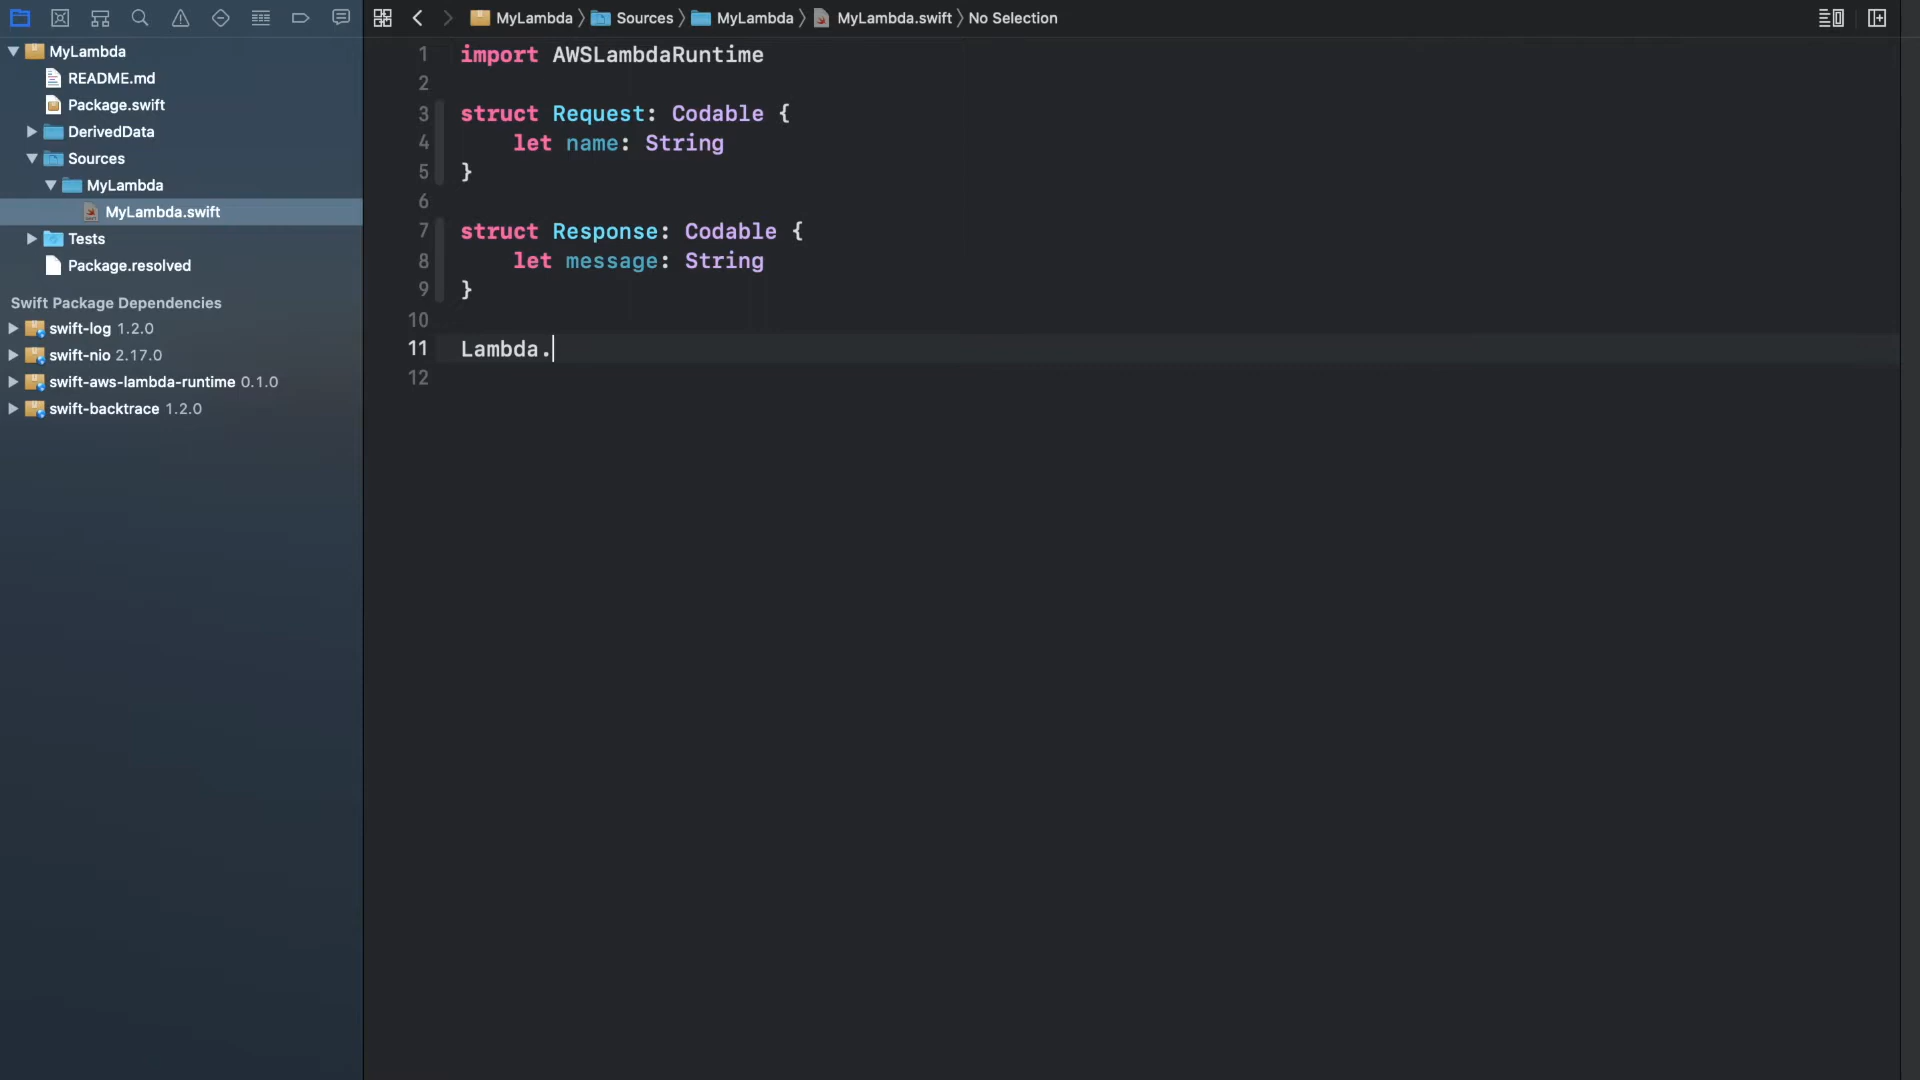 MyLambda
README.md
Package.swift
DerivedData
Sources
MyLambda
MyLambda.swift
Tests
Package.resolved
Swift Package Dependencies
swift-log 1.2.0
swift-nio 2.17.0
swift-aws-lambda-runtime 0.1.0
swift-backtrace 1.2.0
MyLambda 〉 Sources 〉 MyLambda 〉 MyLambda.swift 〉 No Selection
1 import AWSLambdaRuntime
2
3 struct Request: Codable {
4     let name: String
5 }
6
7 struct Response: Codable {
8     let message: String
9 }
10
11 Lambda.
12